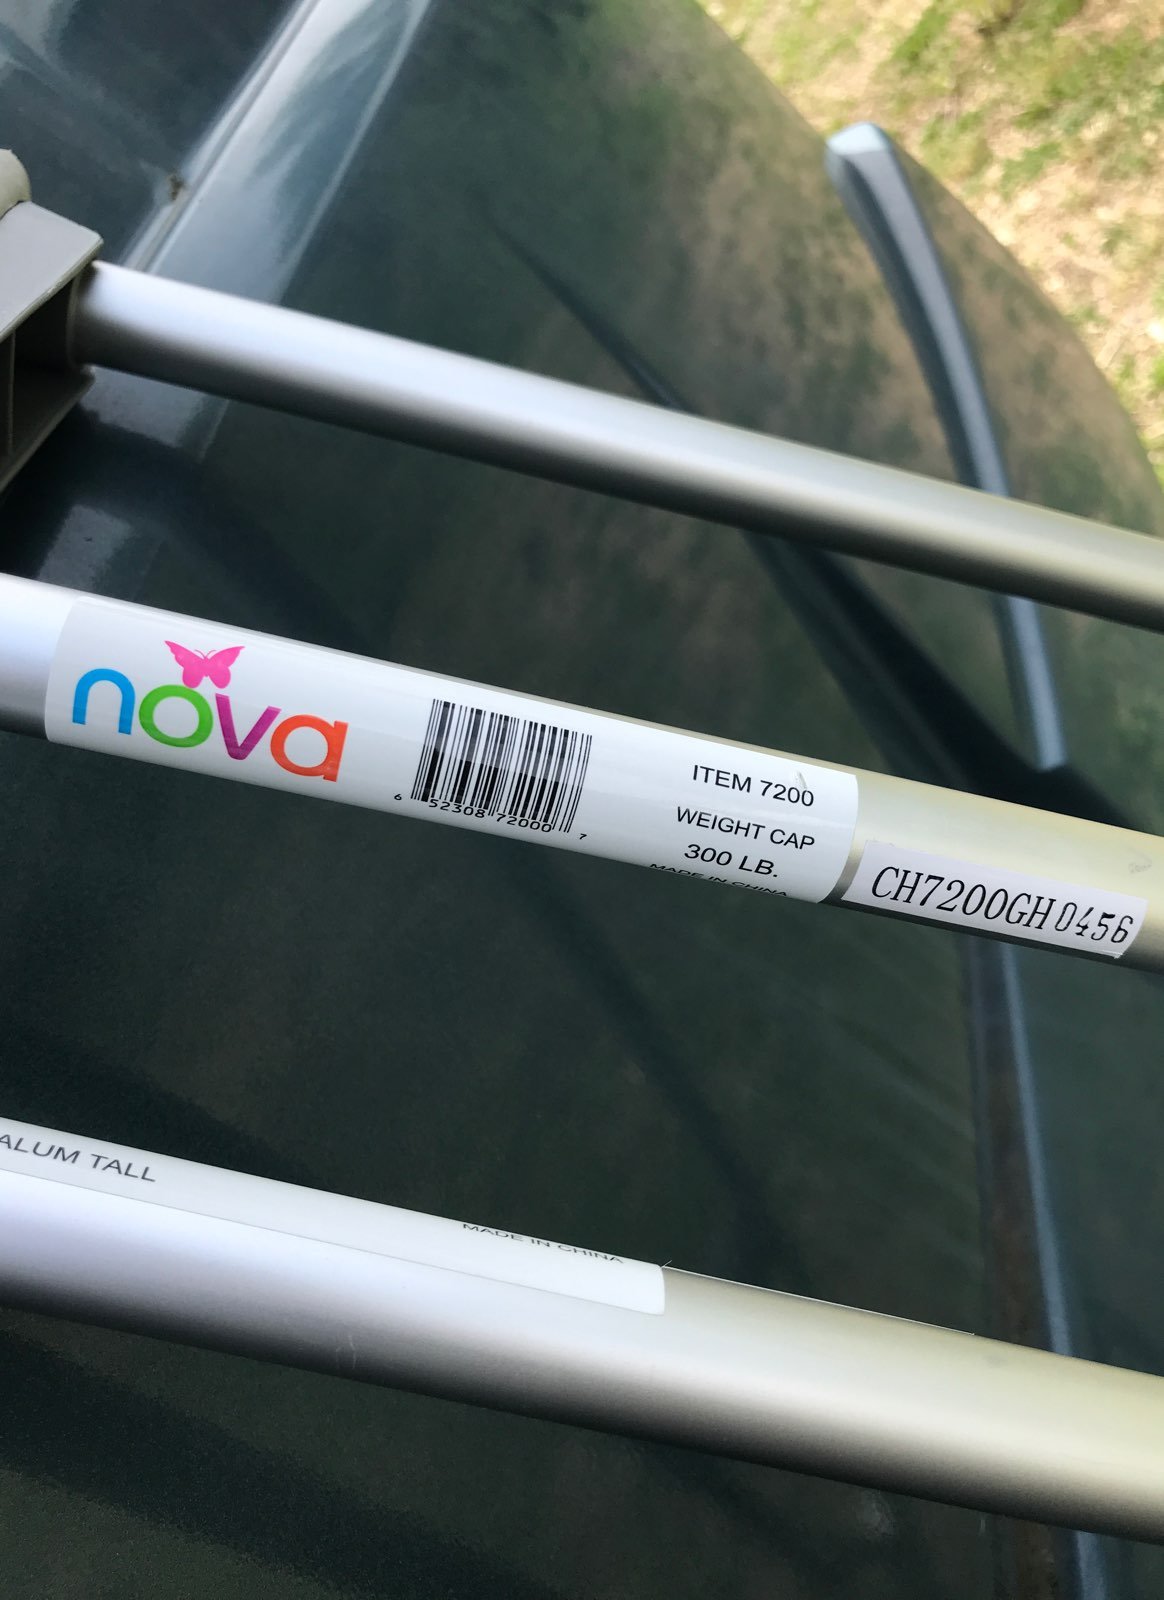 nova
6 52308 72000 7
ITEM 7200
WEIGHT CAP
300 LB.
MADE IN CHINA
CH7200GH0456
ALUM TALL
MADE IN CHINA